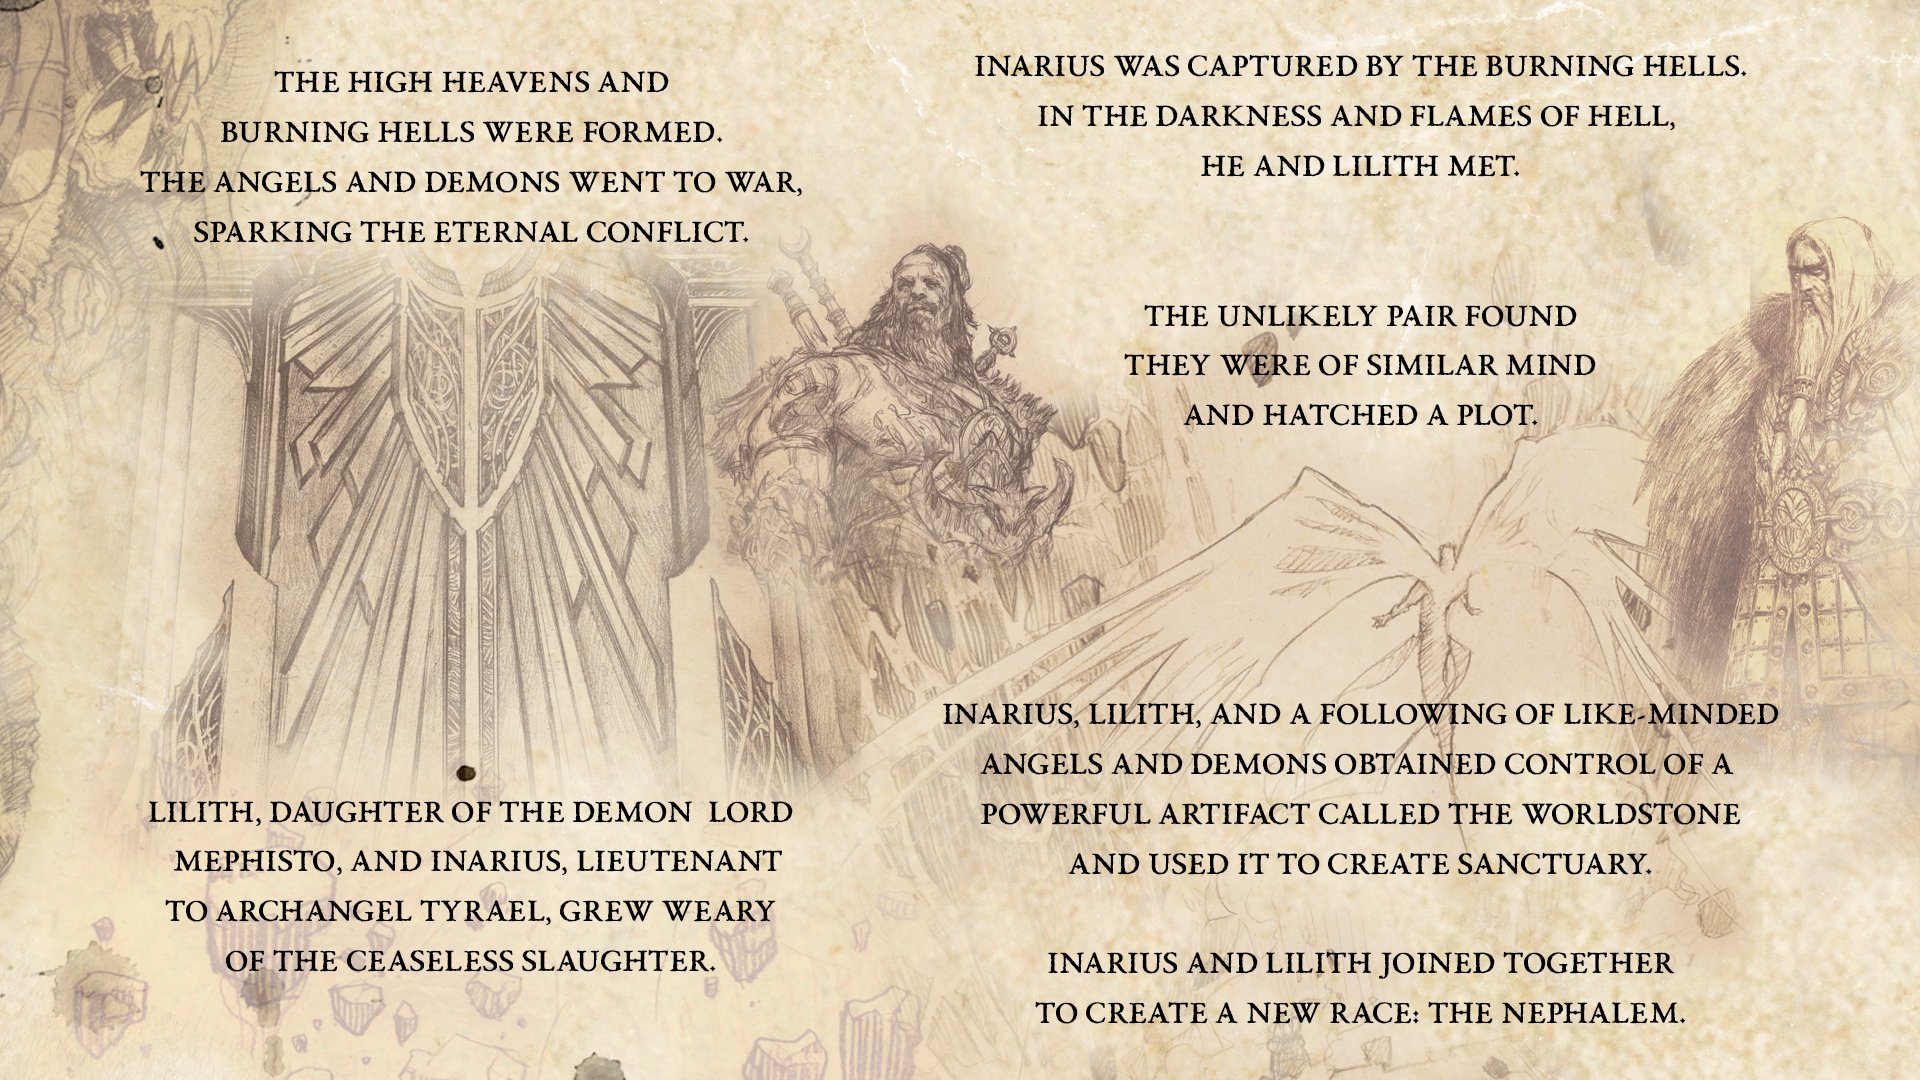 THE HIGH HEAVENS AND
BURNING HELLS WERE FORMED.
THE ANGELS AND DEMONS WENT TO WAR,
SPARKING THE ETERNAL CONFLICT.
LILITH, DAUGHTER OF THE DEMON LORD
MEPHISTO, AND INARIUS, LIEUTENANT
TO ARCHANGEL TYRAEL, GREW WEARY
OF THE CEASELESS SLAUGHTER.
INARIUS WAS CAPTURED BY THE BURNING HELLS.
IN THE DARKNESS AND FLAMES OF HELL,
HE AND LILITH MET.
THE UNLIKELY PAIR FOUND
THEY WERE OF SIMILAR MIND
AND HATCHED A PLOT.
INARIUS, LILITH, AND A FOLLOWING OF LIKE-MINDED
ANGELS AND DEMONS OBTAINED CONTROL OF A
POWERFUL ARTIFACT CALLED THE WORLDSTONE
AND USED IT TO CREATE SANCTUARY.
INARIUS AND LILITH JOINED TOGETHER
TO CREATE A NEW RACE: THE NEPHALEM.